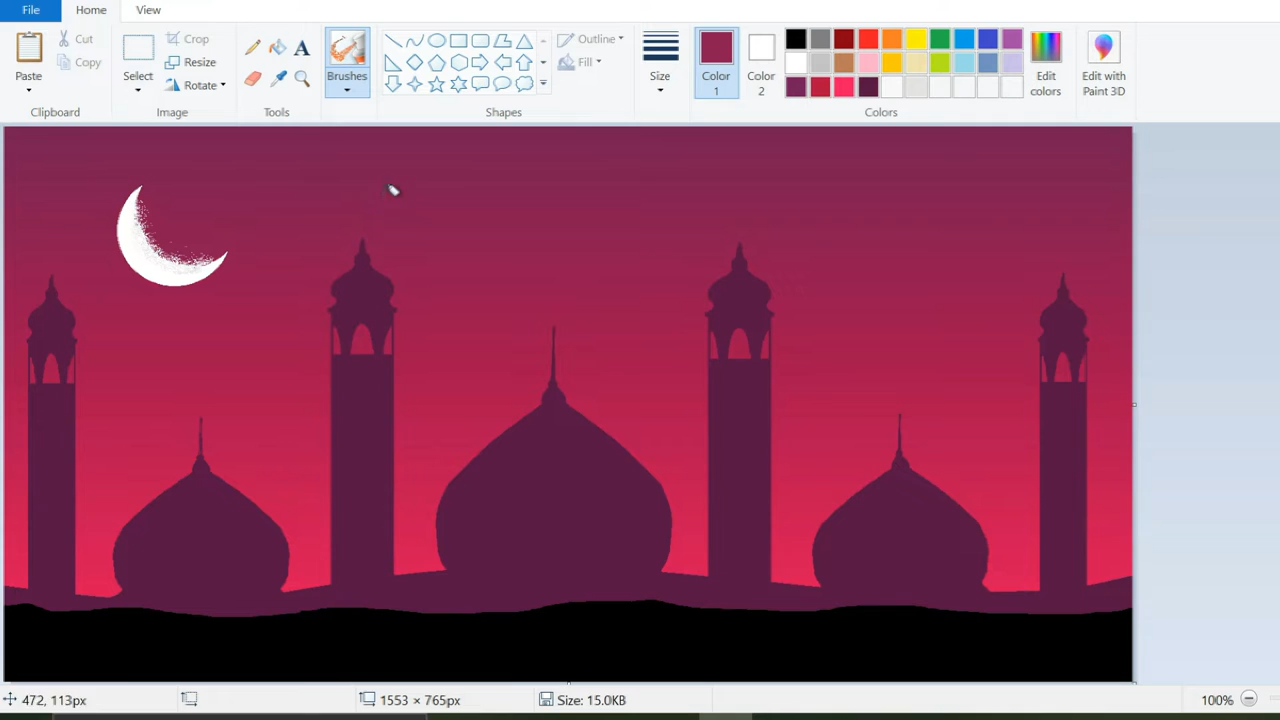 File Home View
Paste Cut Copy Clipboard
Select Crop Resize Rotate Image
Tools
Brushes
Outline Fill Shapes
Size
Color 1
Color 2
Edit colors Colors
Edit with Paint 3D
472, 113px 1553 × 765px Size: 15.0KB 100%